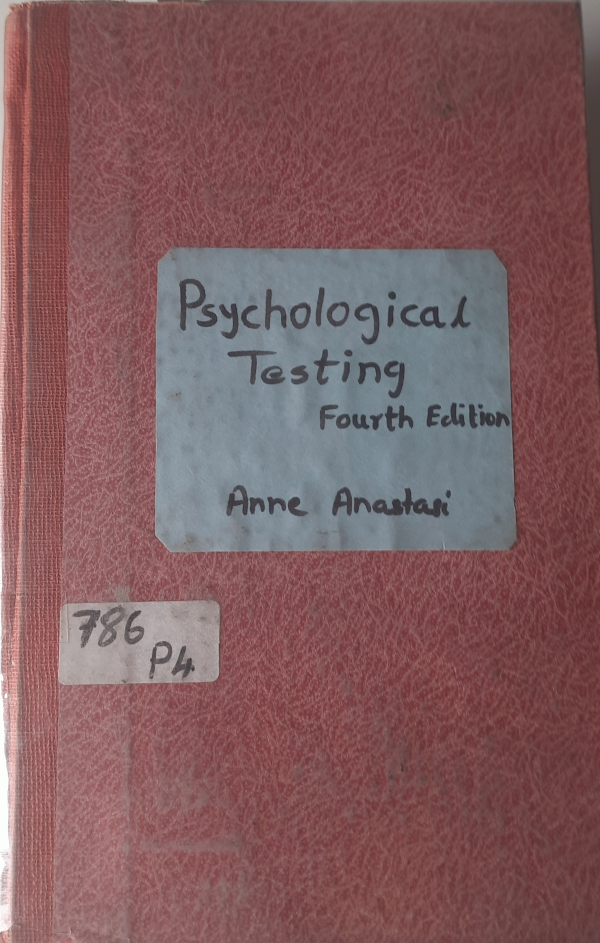 Psychological
Testing
Fourth Edition
Anne Anastasi
786
P4